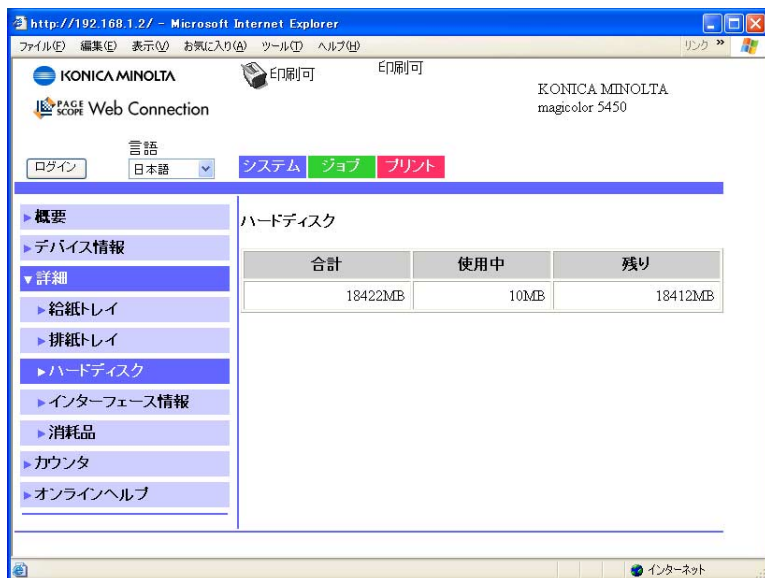 http://192.168.1.2/ - Microsoft Internet Explorer
ファイル(F) 編集(E) 表示(V) お気に入り(A) ツール(T) ヘルプ(H) リンク »
KONICA MINOLTA
印刷可 印刷可
PAGE SCOPE Web Connection
KONICA MINOLTA
magicolor 5450
言語
ログイン 日本語
システム ジョブ プリント
概要
デバイス情報
詳細
給紙トレイ
排紙トレイ
ハードディスク
インターフェース情報
消耗品
カウンタ
オンラインヘルプ
ハードディスク
合計 使用中 残り
18422MB 10MB 18412MB
インターネット